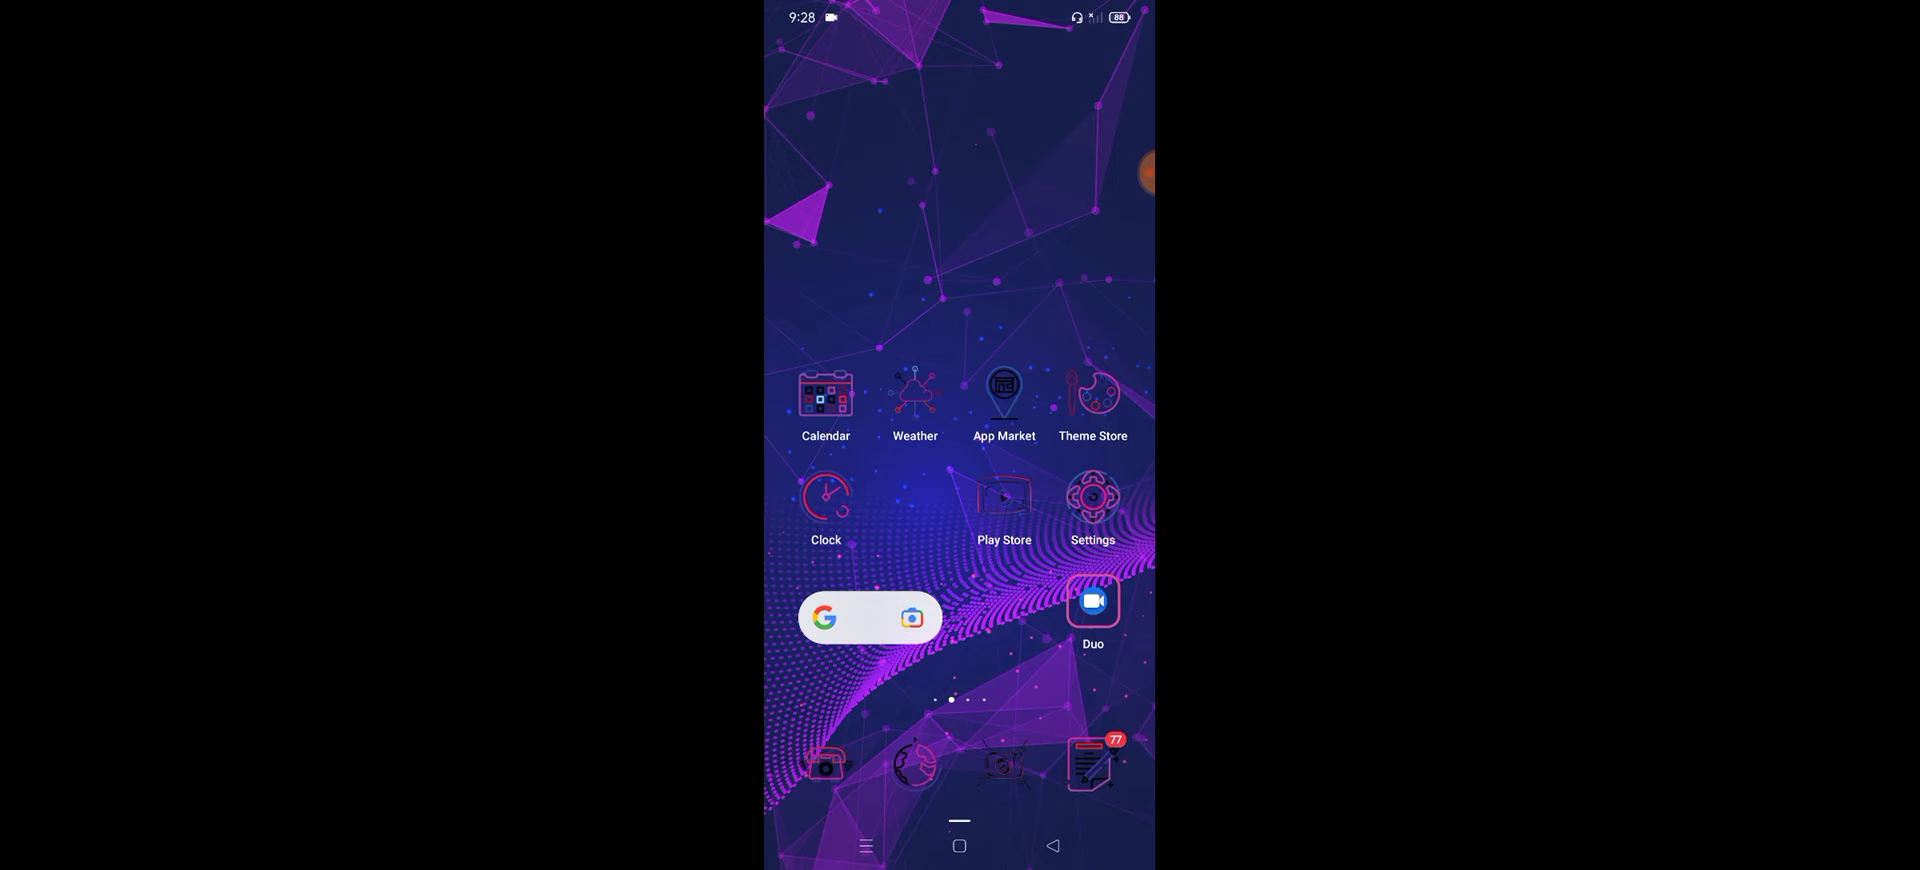 9:28
88
Calendar Weather App Market Theme Store
Clock Play Store Settings
Duo
77